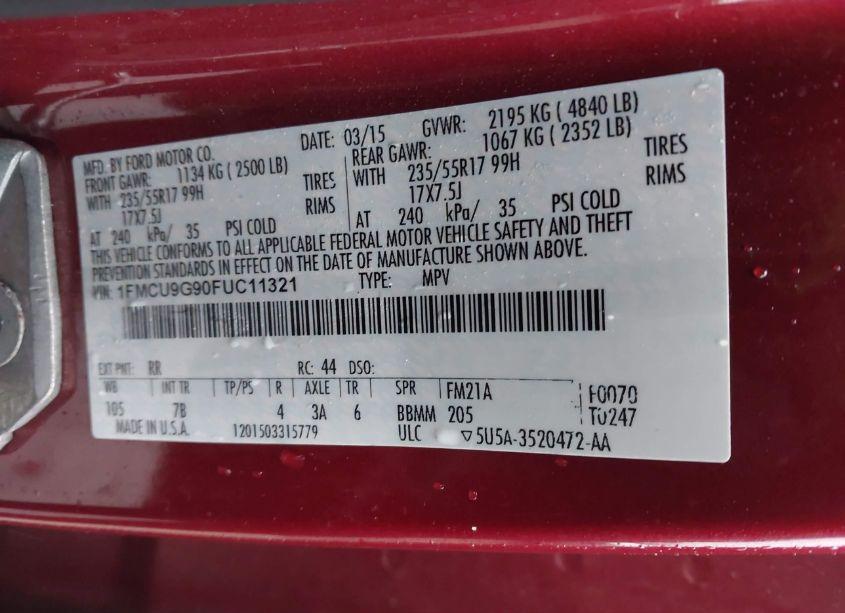 MFD. BY FORD MOTOR CO. DATE: 03/15 GVWR: 2195 KG ( 4840 LB)
FRONT GAWR: 1134 KG ( 2500 LB) REAR GAWR: 1067 KG ( 2352 LB)
WITH 235/55R17 99H TIRES WITH 235/55R17 99H TIRES
17X7.5J RIMS 17X7.5J RIMS
AT 240 kPa/ 35 PSI COLD AT 240 kPa/ 35 PSI COLD
THIS VEHICLE CONFORMS TO ALL APPLICABLE FEDERAL MOTOR VEHICLE SAFETY AND THEFT
PREVENTION STANDARDS IN EFFECT ON THE DATE OF MANUFACTURE SHOWN ABOVE.
VIN: 1FMCU9G90FUC11321 TYPE: MPV
EXT PNT: RR RC: 44 DSO:
WB INT TR TP/PS R AXLE TR SPR FM21A F0070
105 7B 4 3A 6 BBMM 205 T0247
MADE IN U.S.A. 1201503315779 ULC ▽5U5A-3520472-AA